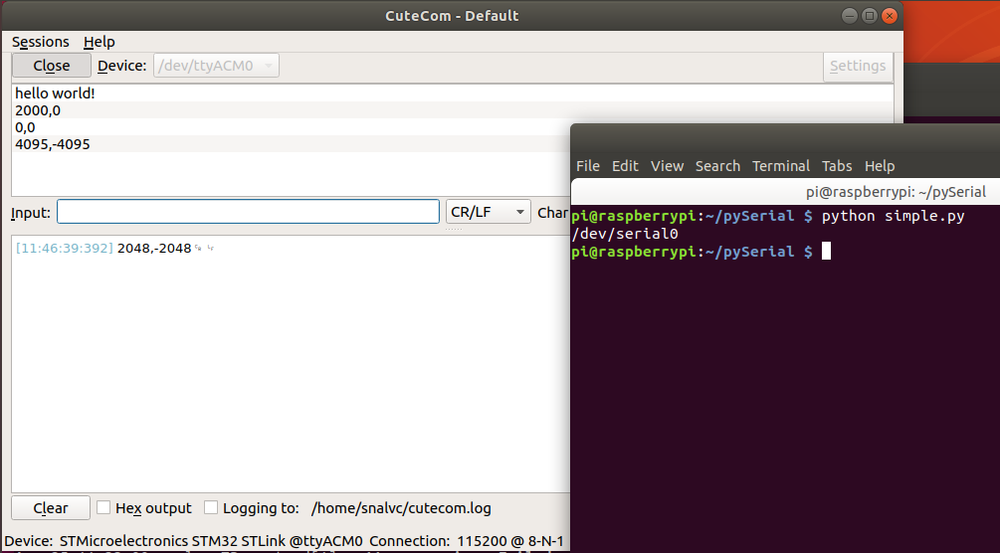 CuteCom - Default
Sessions Help
Close Device: /dev/ttyACM0 Settings
hello world!
2000,0
0,0
4095,-4095
Input: CR/LF Char
[11:46:39:392] 2048,-2048 ␍ ␊
Clear Hex output Logging to: /home/snalvc/cutecom.log
Device: STMicroelectronics STM32 STLink @ttyACM0 Connection: 115200 @ 8-N-1
File Edit View Search Terminal Tabs Help
pi@raspberrypi: ~/pySerial
pi@raspberrypi:~/pySerial $ python simple.py
/dev/serial0
pi@raspberrypi:~/pySerial $